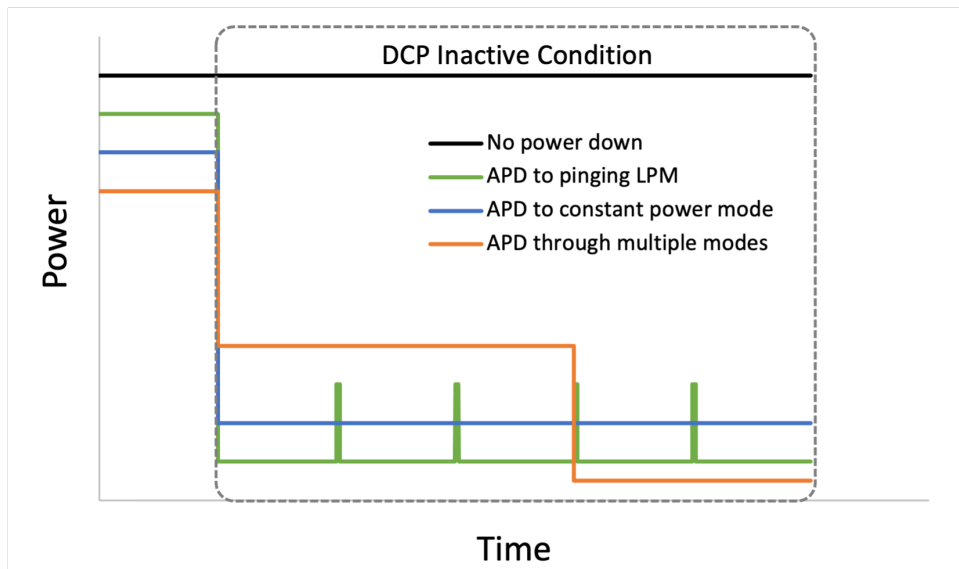 DCP Inactive Condition
No power down
APD to pinging LPM
APD to constant power mode
APD through multiple modes
Power
Time